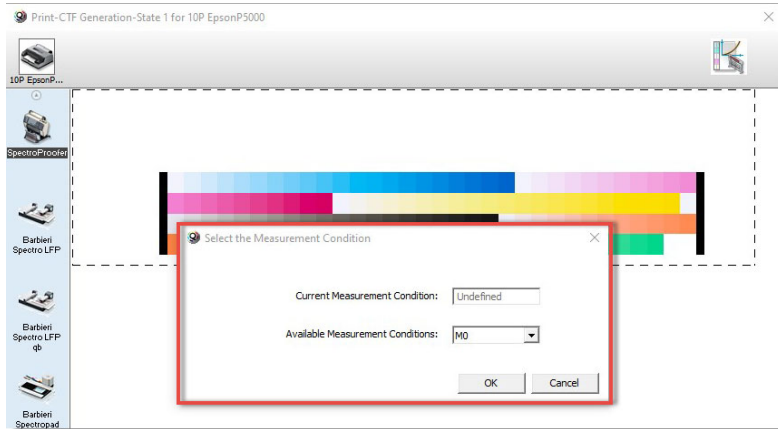 Print-CTF Generation-State 1 for 10P EpsonP5000
10P EpsonP...
SpectroProofer
Barbieri
Spectro LFP
Barbieri
Spectro LFP
qb
Barbieri
Spectropad
Select the Measurement Condition
Current Measurement Condition: Undefined
Available Measurement Conditions: M0
OK Cancel